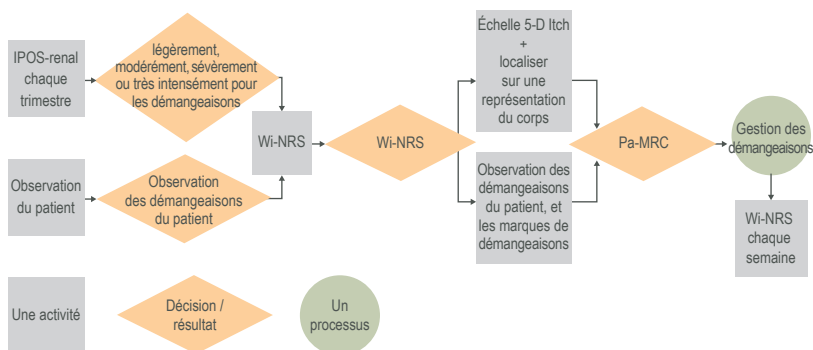 IPOS-renal
chaque
trimestre
légèrement,
modérément, sévèrement
ou très intensément pour
les démangeaisons
Observation
du patient
Observation
des démangeaisons
du patient
Wi-NRS
Wi-NRS
Échelle 5-D Itch
+
localiser
sur une
représentation
du corps
Observation des
démangeaisons
du patient, et
les marques de
démangeaisons
Pa-MRC
Gestion des
démangeaisons
Wi-NRS
chaque
semaine
Une activité
Décision /
résultat
Un
processus